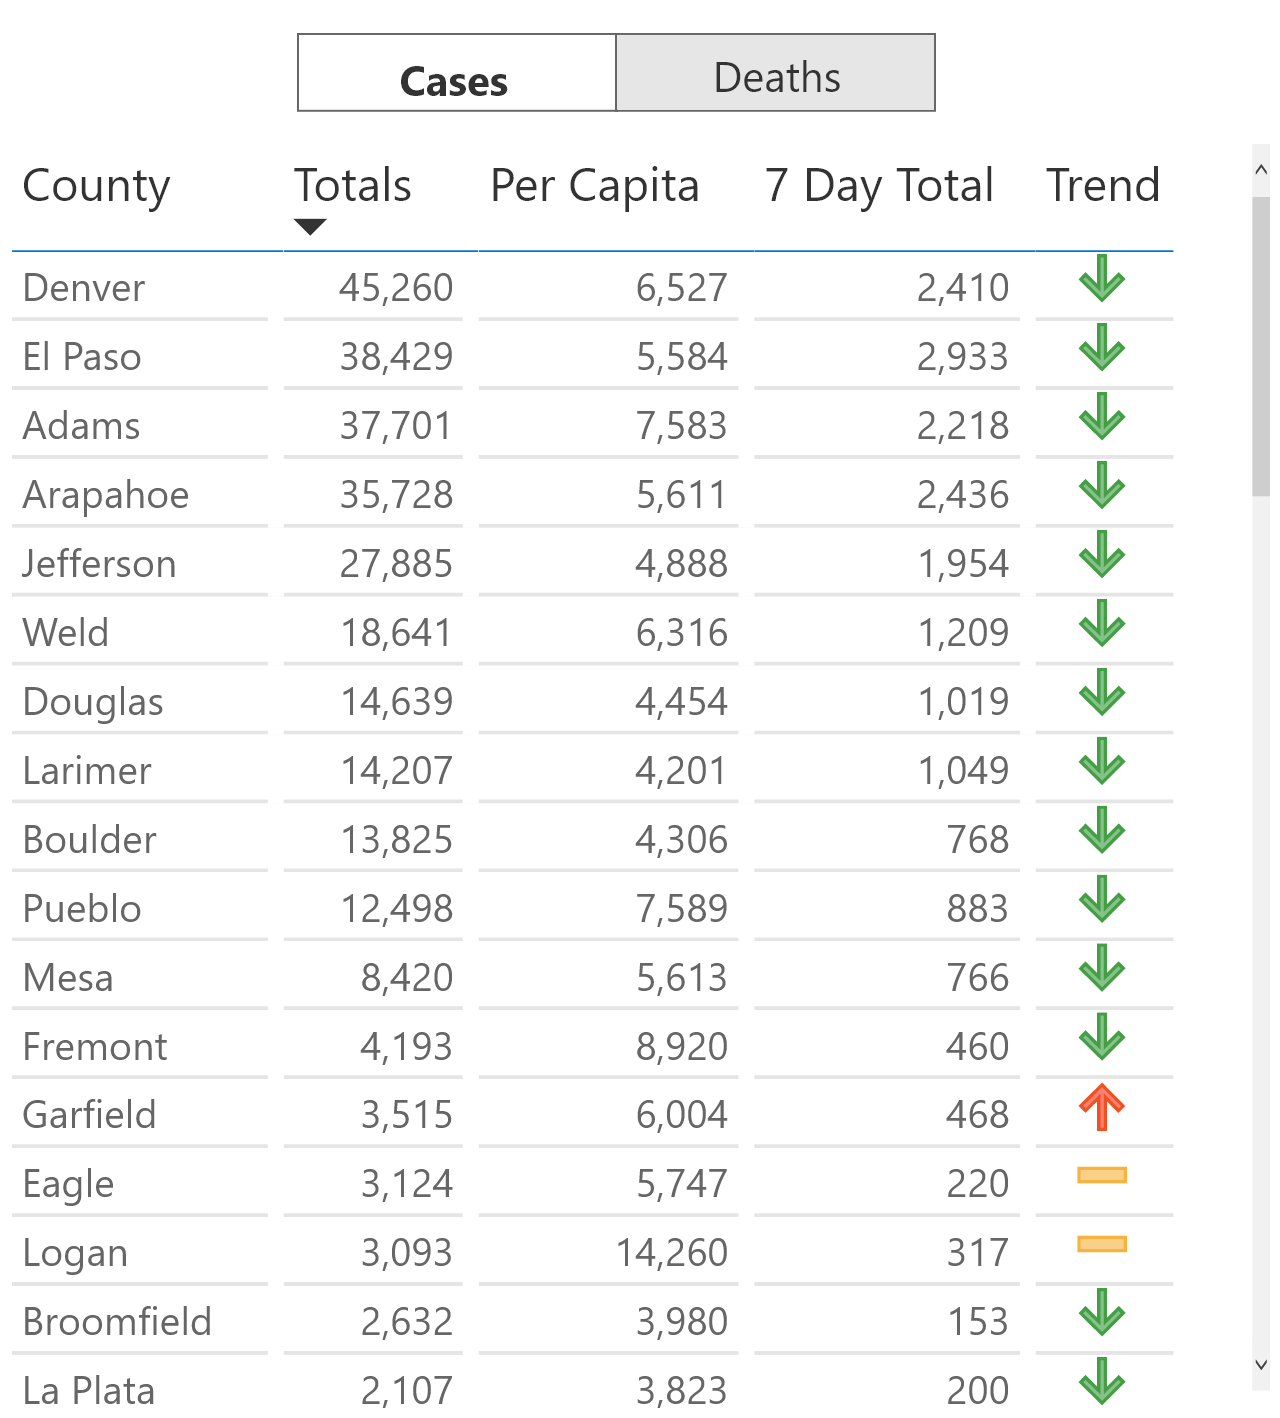 Cases Deaths
County Totals Per Capita 7 Day Total Trend
Denver 45,260 6,527 2,410
El Paso 38,429 5,584 2,933
Adams 37,701 7,583 2,218
Arapahoe 35,728 5,611 2,436
Jefferson 27,885 4,888 1,954
Weld 18,641 6,316 1,209
Douglas 14,639 4,454 1,019
Larimer 14,207 4,201 1,049
Boulder 13,825 4,306 768
Pueblo 12,498 7,589 883
Mesa 8,420 5,613 766
Fremont 4,193 8,920 460
Garfield 3,515 6,004 468
Eagle 3,124 5,747 220
Logan 3,093 14,260 317
Broomfield 2,632 3,980 153
La Plata 2,107 3,823 200